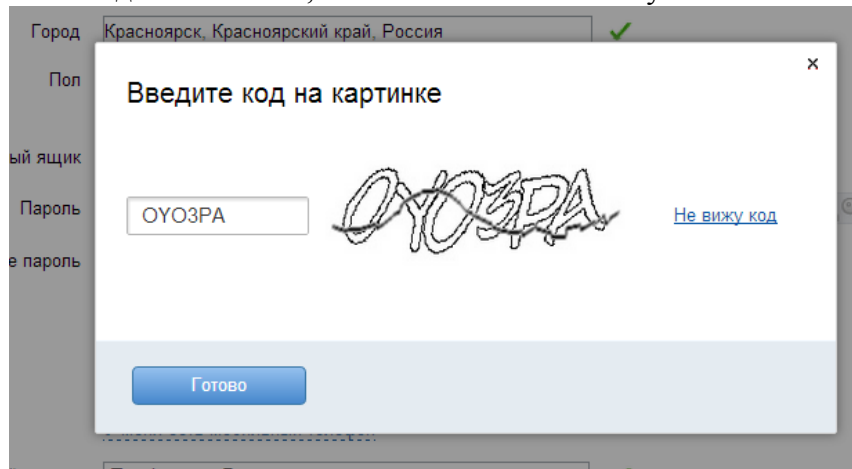 Город Красноярск, Красноярский край, Россия
Пол
Введите код на картинке
ый ящик
Пароль
OYO3PA OYO3PA Не вижу код
е пароль
Готово